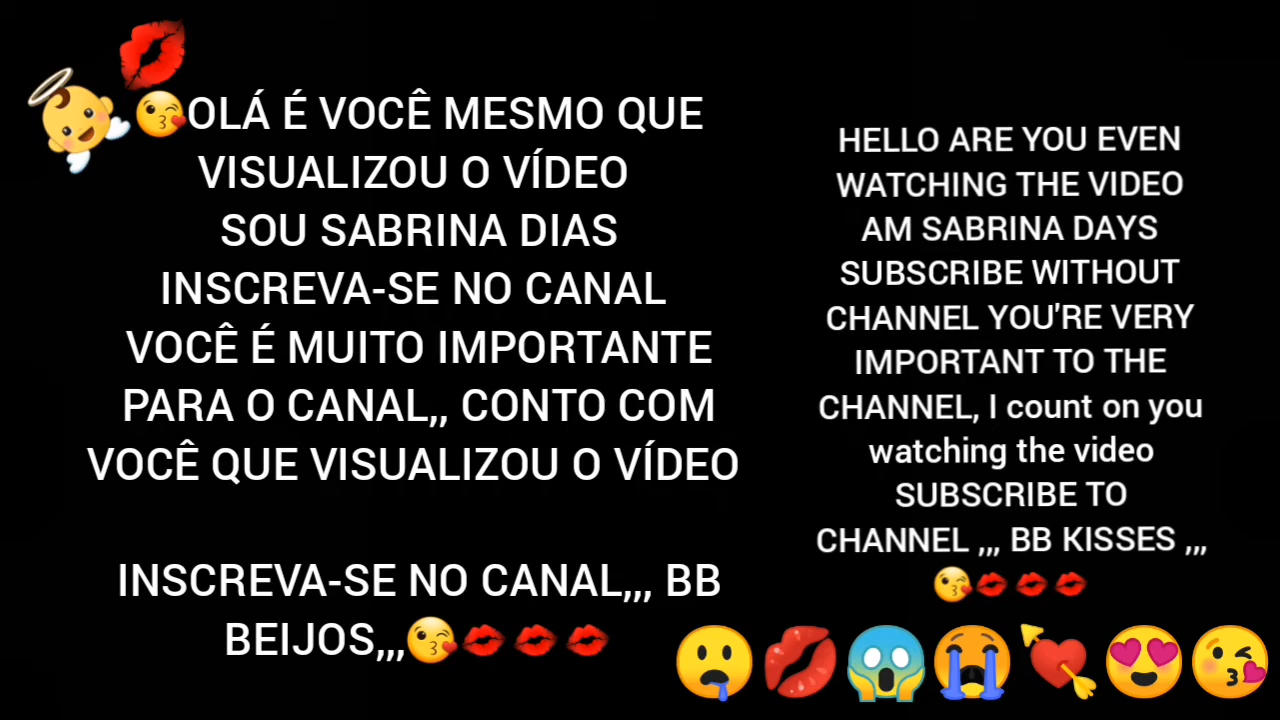 OLÁ É VOCÊ MESMO QUE
VISUALIZOU O VÍDEO
SOU SABRINA DIAS
INSCREVA-SE NO CANAL
VOCÊ É MUITO IMPORTANTE
PARA O CANAL,, CONTO COM
VOCÊ QUE VISUALIZOU O VÍDEO
INSCREVA-SE NO CANAL,,, BB
BEIJOS,,,😘💋💋💋
HELLO ARE YOU EVEN
WATCHING THE VIDEO
AM SABRINA DAYS
SUBSCRIBE WITHOUT
CHANNEL YOU'RE VERY
IMPORTANT TO THE
CHANNEL, I count on you
watching the video
SUBSCRIBE TO
CHANNEL ,,, BB KISSES ,,,
😘💋💋💋